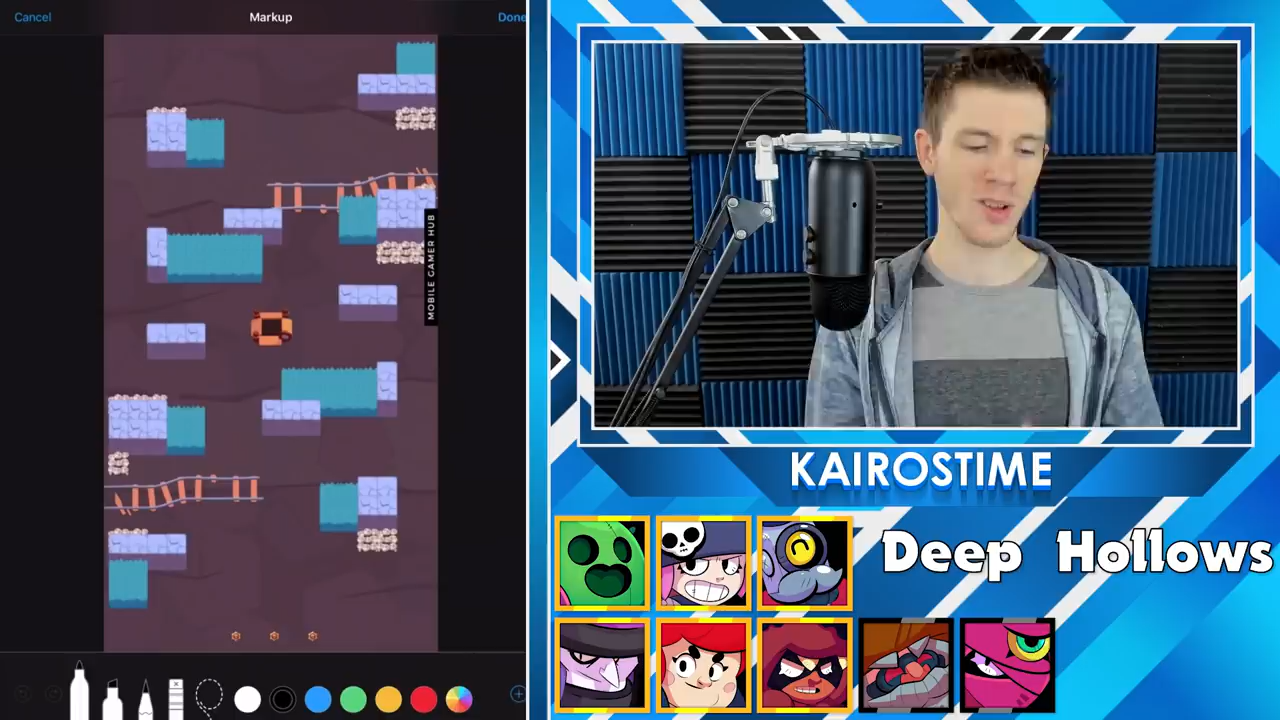 Cancel
Markup
Done
MOBILE GAMER HUB
KAIROSTIME
Deep Hollows